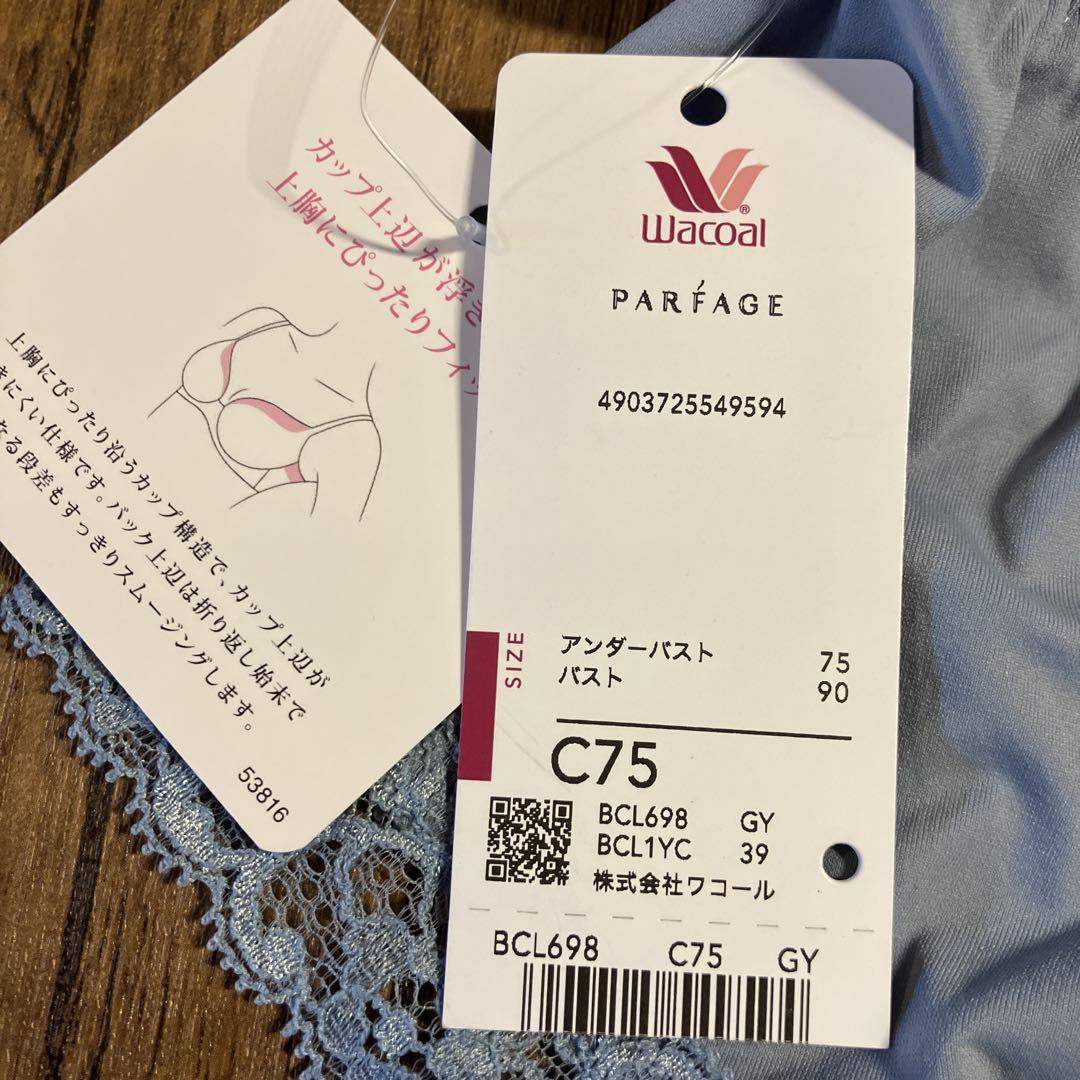 カップ上辺が浮き
上胸にぴったりフィッ
上胸にぴったり沿うカップ構造で、カップ上辺が
きにくい仕様です。バック上辺は折り返し始末で
なる段差もすっきりスムージングします。
53816
Wacoal®
PARFAGE
4903725549594
SIZE
アンダーバスト 75
バスト 90
C75
BCL698 GY
BCL1YC 39
株式会社ワコール
BCL698 C75 GY